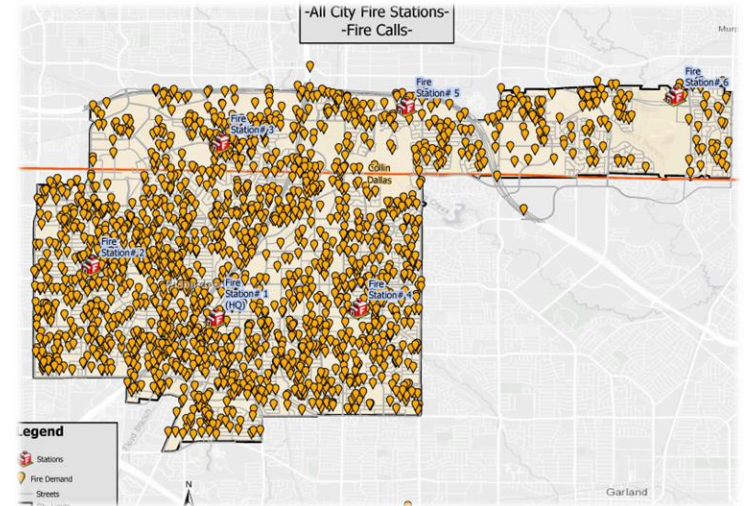 -All City Fire Stations-
-Fire Calls-
Fire
Station# 6
Fire
Station# 5
Fire
Station# 3
Collin
Dallas
Fire
Station# 2
Fire
Station# 1
(HQ)
Fire
Station# 4
Legend
Stations
Fire Demand
Streets
N
Garland